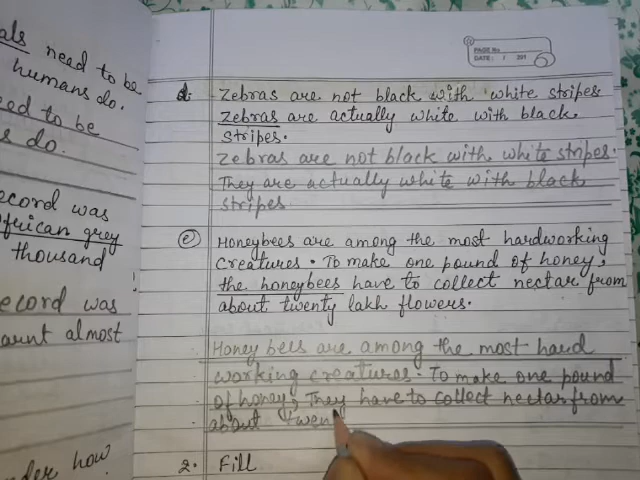 als need to be
humans do.
eed to be
s do.
ecord was
african grey
thousand
ecord was
arnt almost
nder how
PAGE No
DATE: / 201
d. Zebras are not black with white stripes
Zebras are actually white with black
stripes.
Zebras are not black with white stripes.
They are actually white with black
stripes
e) Honeybees are among the most hardworking
creatures. To make one pound of honey,
the honeybees have to collect nectar from
about twenty lakh flowers.
Honey bees are among the most hard
working creatures. To make one pound
of honey, They have to collect nectar from
about twen
2. Fill